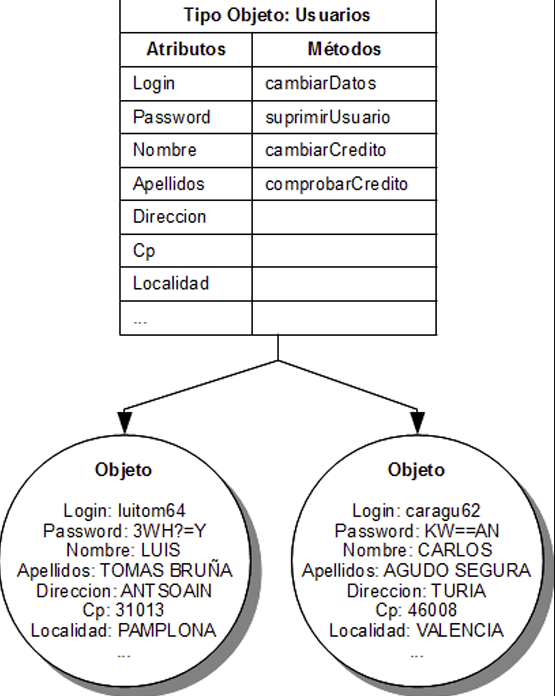 Tipo Objeto: Usuarios
Atributos Métodos
Login cambiarDatos
Password suprimirUsuario
Nombre cambiarCredito
Apellidos comprobarCredito
Direccion
Cp
Localidad
...
Objeto
Login: luitom64
Password: 3WH?=Y
Nombre: LUIS
Apellidos: TOMAS BRUÑA
Direccion: ANTSOAIN
Cp: 31013
Localidad: PAMPLONA
...
Objeto
Login: caragu62
Password: KW==AN
Nombre: CARLOS
Apellidos: AGUDO SEGURA
Direccion: TURIA
Cp: 46008
Localidad: VALENCIA
...